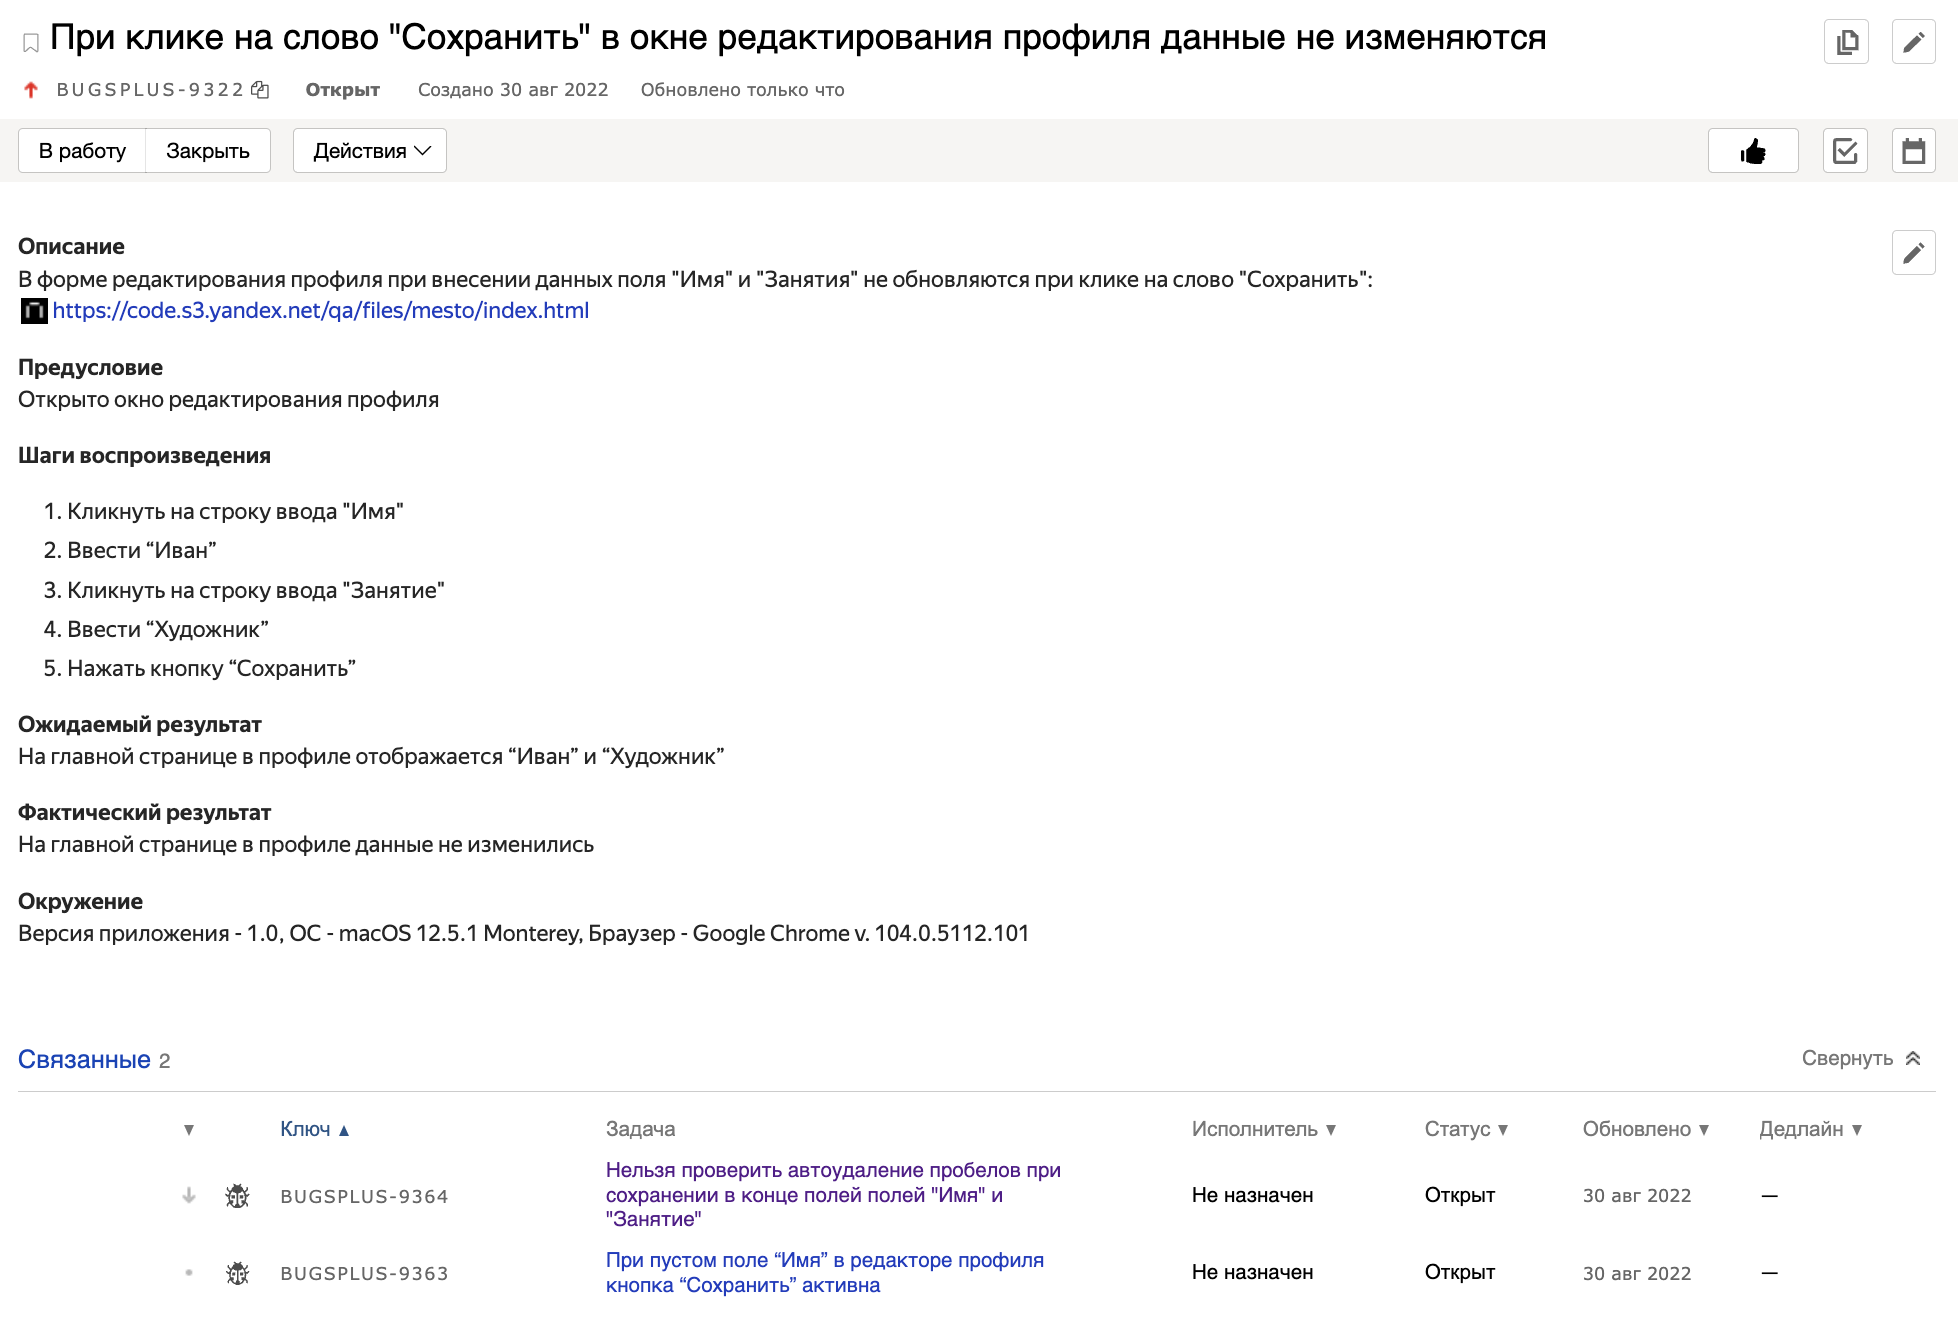 При клике на слово "Сохранить" в окне редактирования профиля данные не изменяются
BUGSPLUS-9322 Открыт Создано 30 авг 2022 Обновлено только что
В работу Закрыть Действия
Описание
В форме редактирования профиля при внесении данных поля "Имя" и "Занятия" не обновляются при клике на слово "Сохранить":
https://code.s3.yandex.net/qa/files/mesto/index.html
Предусловие
Открыто окно редактирования профиля
Шаги воспроизведения
1. Кликнуть на строку ввода "Имя"
2. Ввести “Иван”
3. Кликнуть на строку ввода "Занятие"
4. Ввести “Художник”
5. Нажать кнопку “Сохранить”
Ожидаемый результат
На главной странице в профиле отображается “Иван” и “Художник”
Фактический результат
На главной странице в профиле данные не изменились
Окружение
Версия приложения - 1.0, ОС - macOS 12.5.1 Monterey, Браузер - Google Chrome v. 104.0.5112.101
Связанные 2 Свернуть
▼ Ключ ▲ Задача Исполнитель ▼ Статус ▼ Обновлено ▼ Дедлайн ▼
Нельзя проверить автоудаление пробелов при
BUGSPLUS-9364 сохранении в конце полей полей "Имя" и Не назначен Открыт 30 авг 2022 —
"Занятие"
При пустом поле “Имя” в редакторе профиля
BUGSPLUS-9363 кнопка “Сохранить” активна Не назначен Открыт 30 авг 2022 —